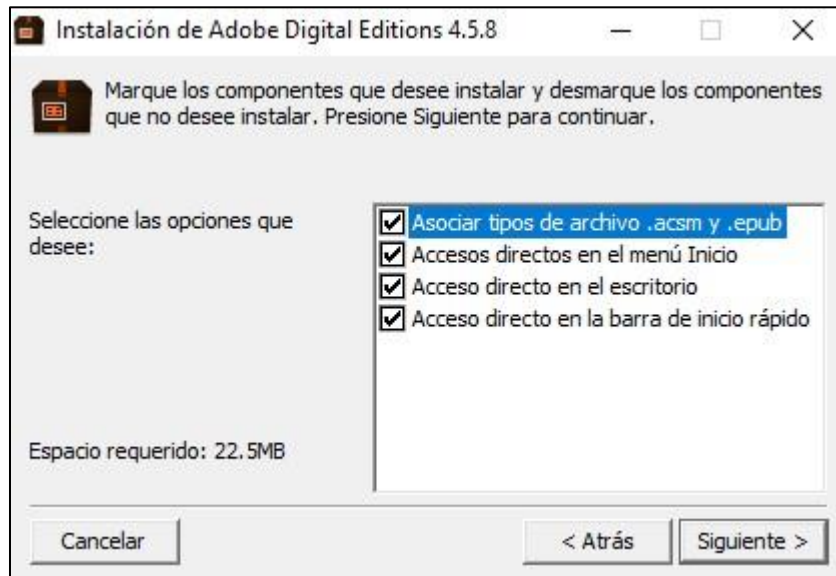 Instalación de Adobe Digital Editions 4.5.8
Marque los componentes que desee instalar y desmarque los componentes
que no desee instalar. Presione Siguiente para continuar.
Seleccione las opciones que
desee:
Asociar tipos de archivo .acsm y .epub
Accesos directos en el menú Inicio
Acceso directo en el escritorio
Acceso directo en la barra de inicio rápido
Espacio requerido: 22.5MB
Cancelar
< Atrás
Siguiente >